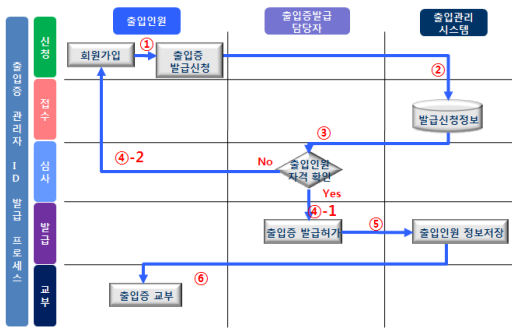 출입인원
출입증발급
담당자
출입관리
시스템
출입증 관리자 ID 발급 프로세스
신청
회원가입
①
출입증
발급신청
②
접수
발급신청정보
③
심사
④-2
No
출입인원
자격 확인
Yes
④-1
발급
출입증 발급허가
⑤
출입인원 정보저장
교부
⑥
출입증 교부